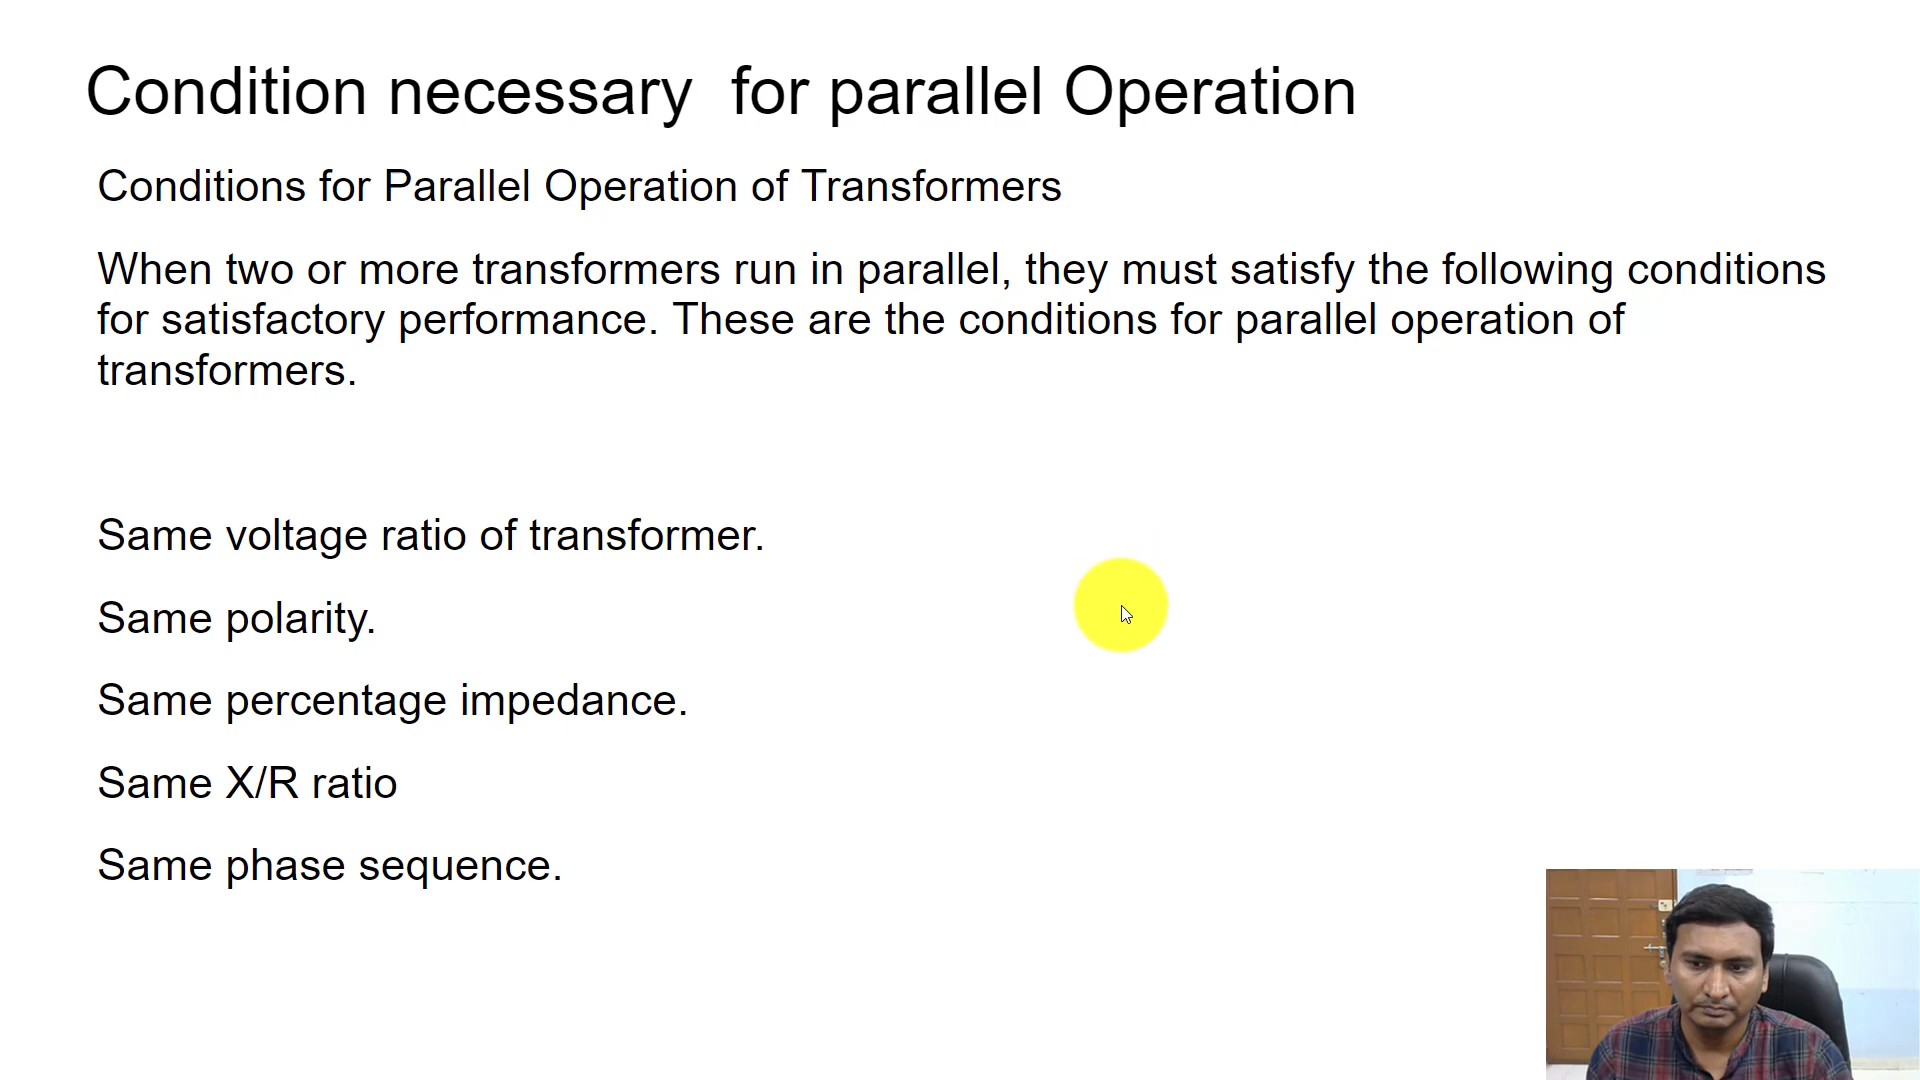 Condition necessary for parallel Operation
Conditions for Parallel Operation of Transformers
When two or more transformers run in parallel, they must satisfy the following conditions
for satisfactory performance. These are the conditions for parallel operation of
transformers.
Same voltage ratio of transformer.
Same polarity.
Same percentage impedance.
Same X/R ratio
Same phase sequence.